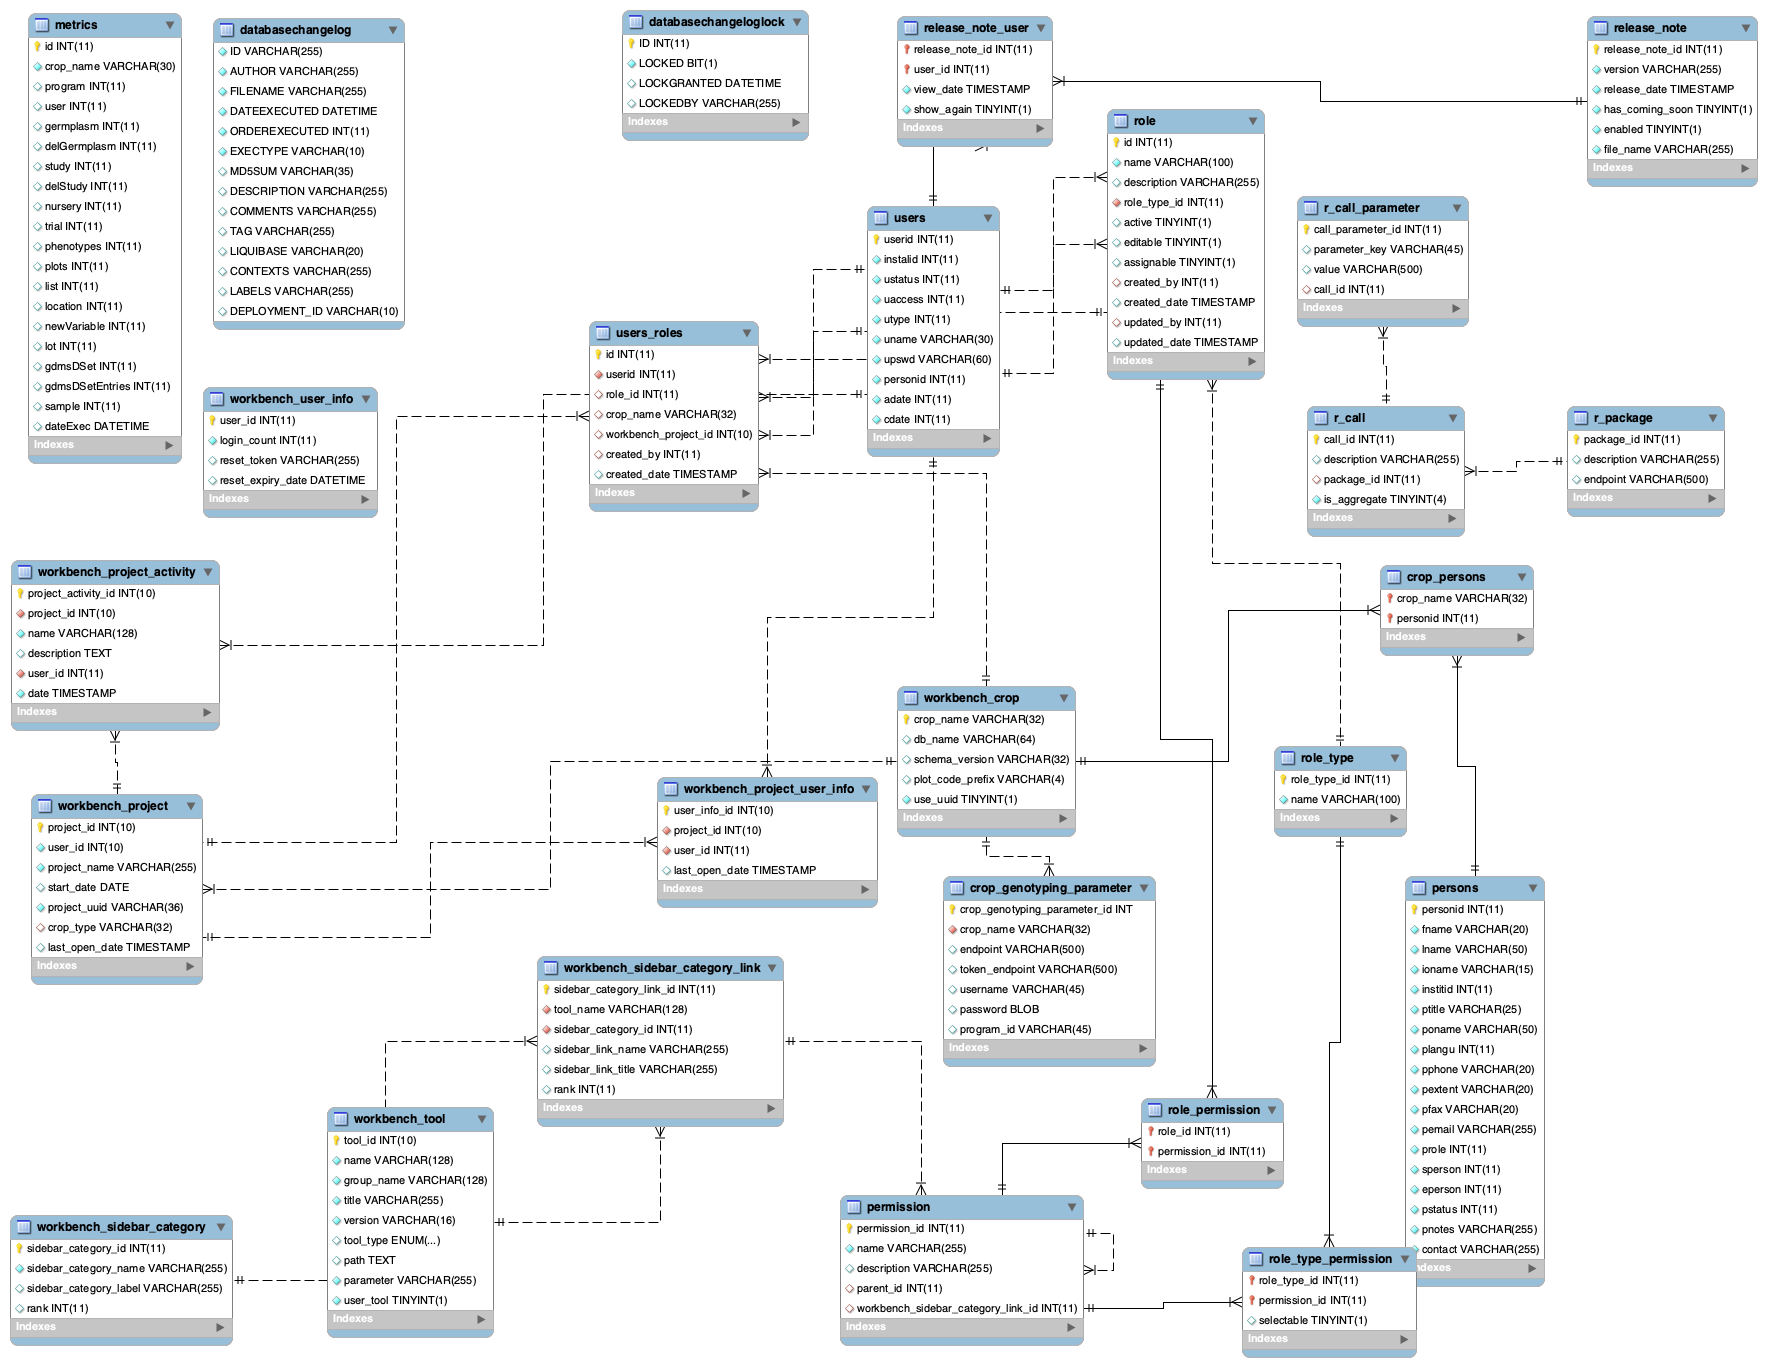 metrics
id INT(11)
crop_name VARCHAR(30)
program INT(11)
user INT(11)
germplasm INT(11)
delGermplasm INT(11)
study INT(11)
delStudy INT(11)
nursery INT(11)
trial INT(11)
phenotypes INT(11)
plots INT(11)
list INT(11)
location INT(11)
newVariable INT(11)
lot INT(11)
gdmsDSet INT(11)
gdmsDSetEntries INT(11)
sample INT(11)
dateExec DATETIME
Indexes
databasechangelog
ID VARCHAR(255)
AUTHOR VARCHAR(255)
FILENAME VARCHAR(255)
DATEEXECUTED DATETIME
ORDEREXECUTED INT(11)
EXECTYPE VARCHAR(10)
MD5SUM VARCHAR(35)
DESCRIPTION VARCHAR(255)
COMMENTS VARCHAR(255)
TAG VARCHAR(255)
LIQUIBASE VARCHAR(20)
CONTEXTS VARCHAR(255)
LABELS VARCHAR(255)
DEPLOYMENT_ID VARCHAR(10)
databasechangeloglock
ID INT(11)
LOCKED BIT(1)
LOCKGRANTED DATETIME
LOCKEDBY VARCHAR(255)
Indexes
release_note_user
release_note_id INT(11)
user_id INT(11)
view_date TIMESTAMP
show_again TINYINT(1)
Indexes
release_note
release_note_id INT(11)
version VARCHAR(255)
release_date TIMESTAMP
has_coming_soon TINYINT(1)
enabled TINYINT(1)
file_name VARCHAR(255)
Indexes
role
id INT(11)
name VARCHAR(100)
description VARCHAR(255)
role_type_id INT(11)
active TINYINT(1)
editable TINYINT(1)
assignable TINYINT(1)
created_by INT(11)
created_date TIMESTAMP
updated_by INT(11)
updated_date TIMESTAMP
Indexes
users
userid INT(11)
instalid INT(11)
ustatus INT(11)
uaccess INT(11)
utype INT(11)
uname VARCHAR(30)
upswd VARCHAR(60)
personid INT(11)
adate INT(11)
cdate INT(11)
Indexes
r_call_parameter
call_parameter_id INT(11)
parameter_key VARCHAR(45)
value VARCHAR(500)
call_id INT(11)
Indexes
users_roles
id INT(11)
userid INT(11)
role_id INT(11)
crop_name VARCHAR(32)
workbench_project_id INT(10)
created_by INT(11)
created_date TIMESTAMP
Indexes
workbench_user_info
user_id INT(11)
login_count INT(11)
reset_token VARCHAR(255)
reset_expiry_date DATETIME
Indexes
r_call
call_id INT(11)
description VARCHAR(255)
package_id INT(11)
is_aggregate TINYINT(4)
Indexes
r_package
package_id INT(11)
description VARCHAR(255)
endpoint VARCHAR(500)
Indexes
workbench_project_activity
project_activity_id INT(10)
project_id INT(10)
name VARCHAR(128)
description TEXT
user_id INT(11)
date TIMESTAMP
Indexes
crop_persons
crop_name VARCHAR(32)
personid INT(11)
Indexes
workbench_crop
crop_name VARCHAR(32)
db_name VARCHAR(64)
schema_version VARCHAR(32)
plot_code_prefix VARCHAR(4)
use_uuid TINYINT(1)
Indexes
role_type
role_type_id INT(11)
name VARCHAR(100)
Indexes
workbench_project
project_id INT(10)
user_id INT(10)
project_name VARCHAR(255)
start_date DATE
project_uuid VARCHAR(36)
crop_type VARCHAR(32)
last_open_date TIMESTAMP
Indexes
workbench_project_user_info
user_info_id INT(10)
project_id INT(10)
user_id INT(11)
last_open_date TIMESTAMP
Indexes
crop_genotyping_parameter
crop_genotyping_parameter_id INT
crop_name VARCHAR(32)
endpoint VARCHAR(500)
token_endpoint VARCHAR(500)
username VARCHAR(45)
password BLOB
program_id VARCHAR(45)
Indexes
persons
personid INT(11)
fname VARCHAR(20)
lname VARCHAR(50)
ioname VARCHAR(15)
institid INT(11)
ptitle VARCHAR(25)
poname VARCHAR(50)
plangu INT(11)
pphone VARCHAR(20)
pextent VARCHAR(20)
pfax VARCHAR(20)
pemail VARCHAR(255)
prole INT(11)
sperson INT(11)
eperson INT(11)
pstatus INT(11)
pnotes VARCHAR(255)
contact VARCHAR(255)
ndexes
workbench_sidebar_category_link
sidebar_category_link_id INT(11)
tool_name VARCHAR(128)
sidebar_category_id INT(11)
sidebar_link_name VARCHAR(255)
sidebar_link_title VARCHAR(255)
rank INT(11)
Indexes
workbench_tool
tool_id INT(10)
name VARCHAR(128)
group_name VARCHAR(128)
title VARCHAR(255)
version VARCHAR(16)
tool_type ENUM(...)
path TEXT
parameter VARCHAR(255)
user_tool TINYINT(1)
Indexes
role_permission
role_id INT(11)
permission_id INT(11)
Indexes
workbench_sidebar_category
sidebar_category_id INT(11)
sidebar_category_name VARCHAR(255)
sidebar_category_label VARCHAR(255)
rank INT(11)
Indexes
permission
permission_id INT(11)
name VARCHAR(255)
description VARCHAR(255)
parent_id INT(11)
workbench_sidebar_category_link_id INT(11)
Indexes
role_type_permission
role_type_id INT(11)
permission_id INT(11)
selectable TINYINT(1)
Indexes